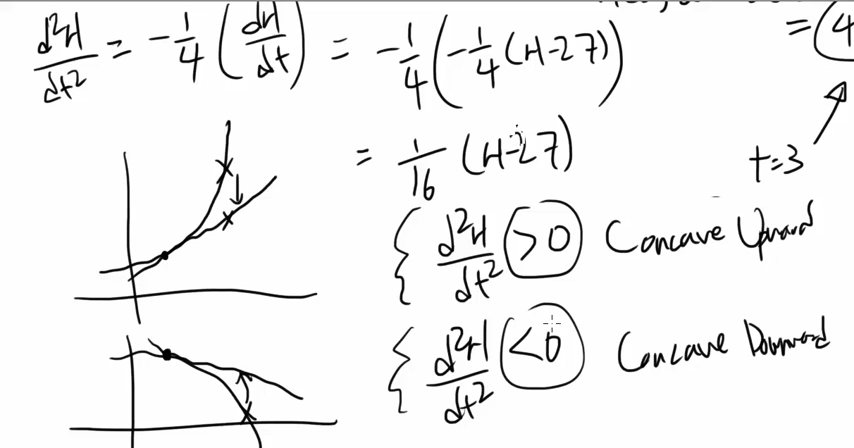 d²H/dt² = -1/4 (dH/dt) = -1/4 (-1/4 (H-27))
= (4
= 1/16 (H-27)
t=3
{ d²H/dt² >0 Concave Upward
{ d²H/dt² <0 Concave Downward